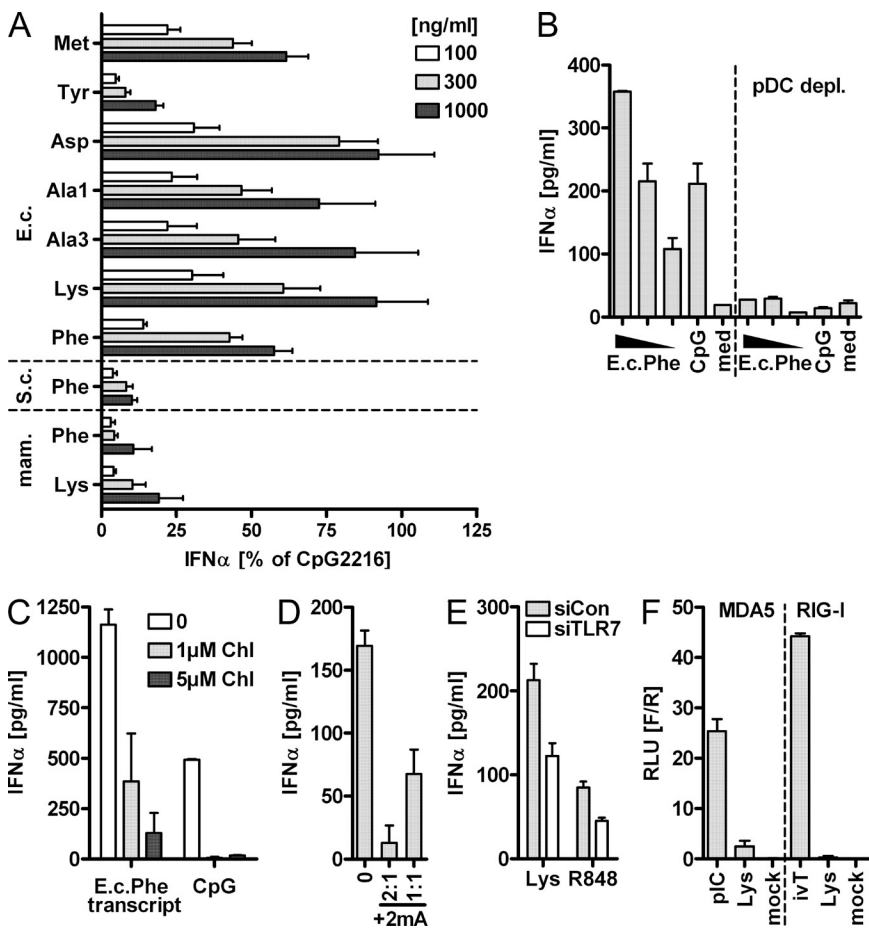 A
[ng/ml]
100
300
1000
Met
Tyr
Asp
Ala1
Ala3
Lys
Phe
E.c.
Phe
S.c.
Phe
Lys
mam.
0 25 50 75 100 125
IFNα [% of CpG2216]
B
pDC depl.
400
300
200
100
0
IFNα [pg/ml]
E.c.Phe CpG med E.c.Phe CpG med
C
1250
1000
750
500
250
0
IFNα [pg/ml]
0
1µM Chl
5µM Chl
E.c.Phe CpG
transcript
D
200
150
100
50
0
IFNα [pg/ml]
0 2:1 1:1
+2mA
E
300
200
100
0
IFNα [pg/ml]
siCon
siTLR7
Lys R848
F
MDA5 RIG-I
50
40
30
20
10
0
RLU [F/R]
pIC Lys mock ivT Lys mock